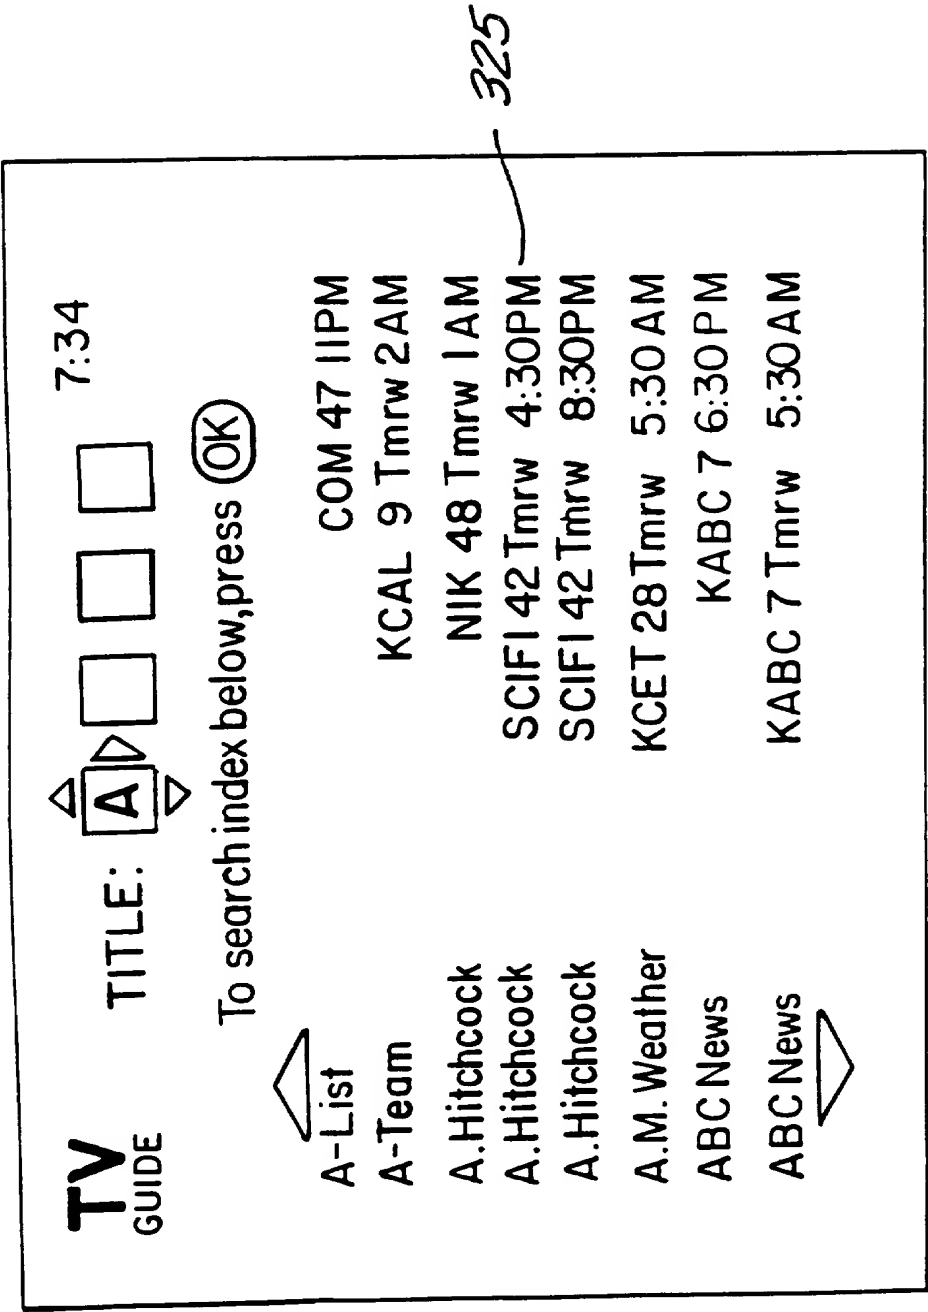 TV GUIDE TITLE: A 7:34
To search index below, press OK
A-List COM 47 11PM
A-Team KCAL 9 Tmrw 2AM
A.Hitchcock NIK 48 Tmrw 1AM
A.Hitchcock SCIFI 42 Tmrw 4:30PM
A.Hitchcock SCIFI 42 Tmrw 8:30PM
A.M. Weather KCET 28 Tmrw 5:30AM
ABC News KABC 7 6:30PM
ABC News KABC 7 Tmrw 5:30AM
325